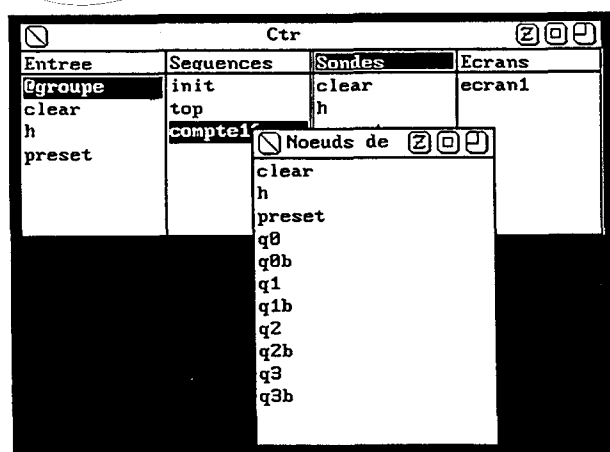 Ctr
Entree Sequences Sondes Ecrans
@groupe init clear ecran1
clear top h
h
preset
Noeuds de
clear
h
preset
q0
q0b
q1
q1b
q2
q2b
q3
q3b